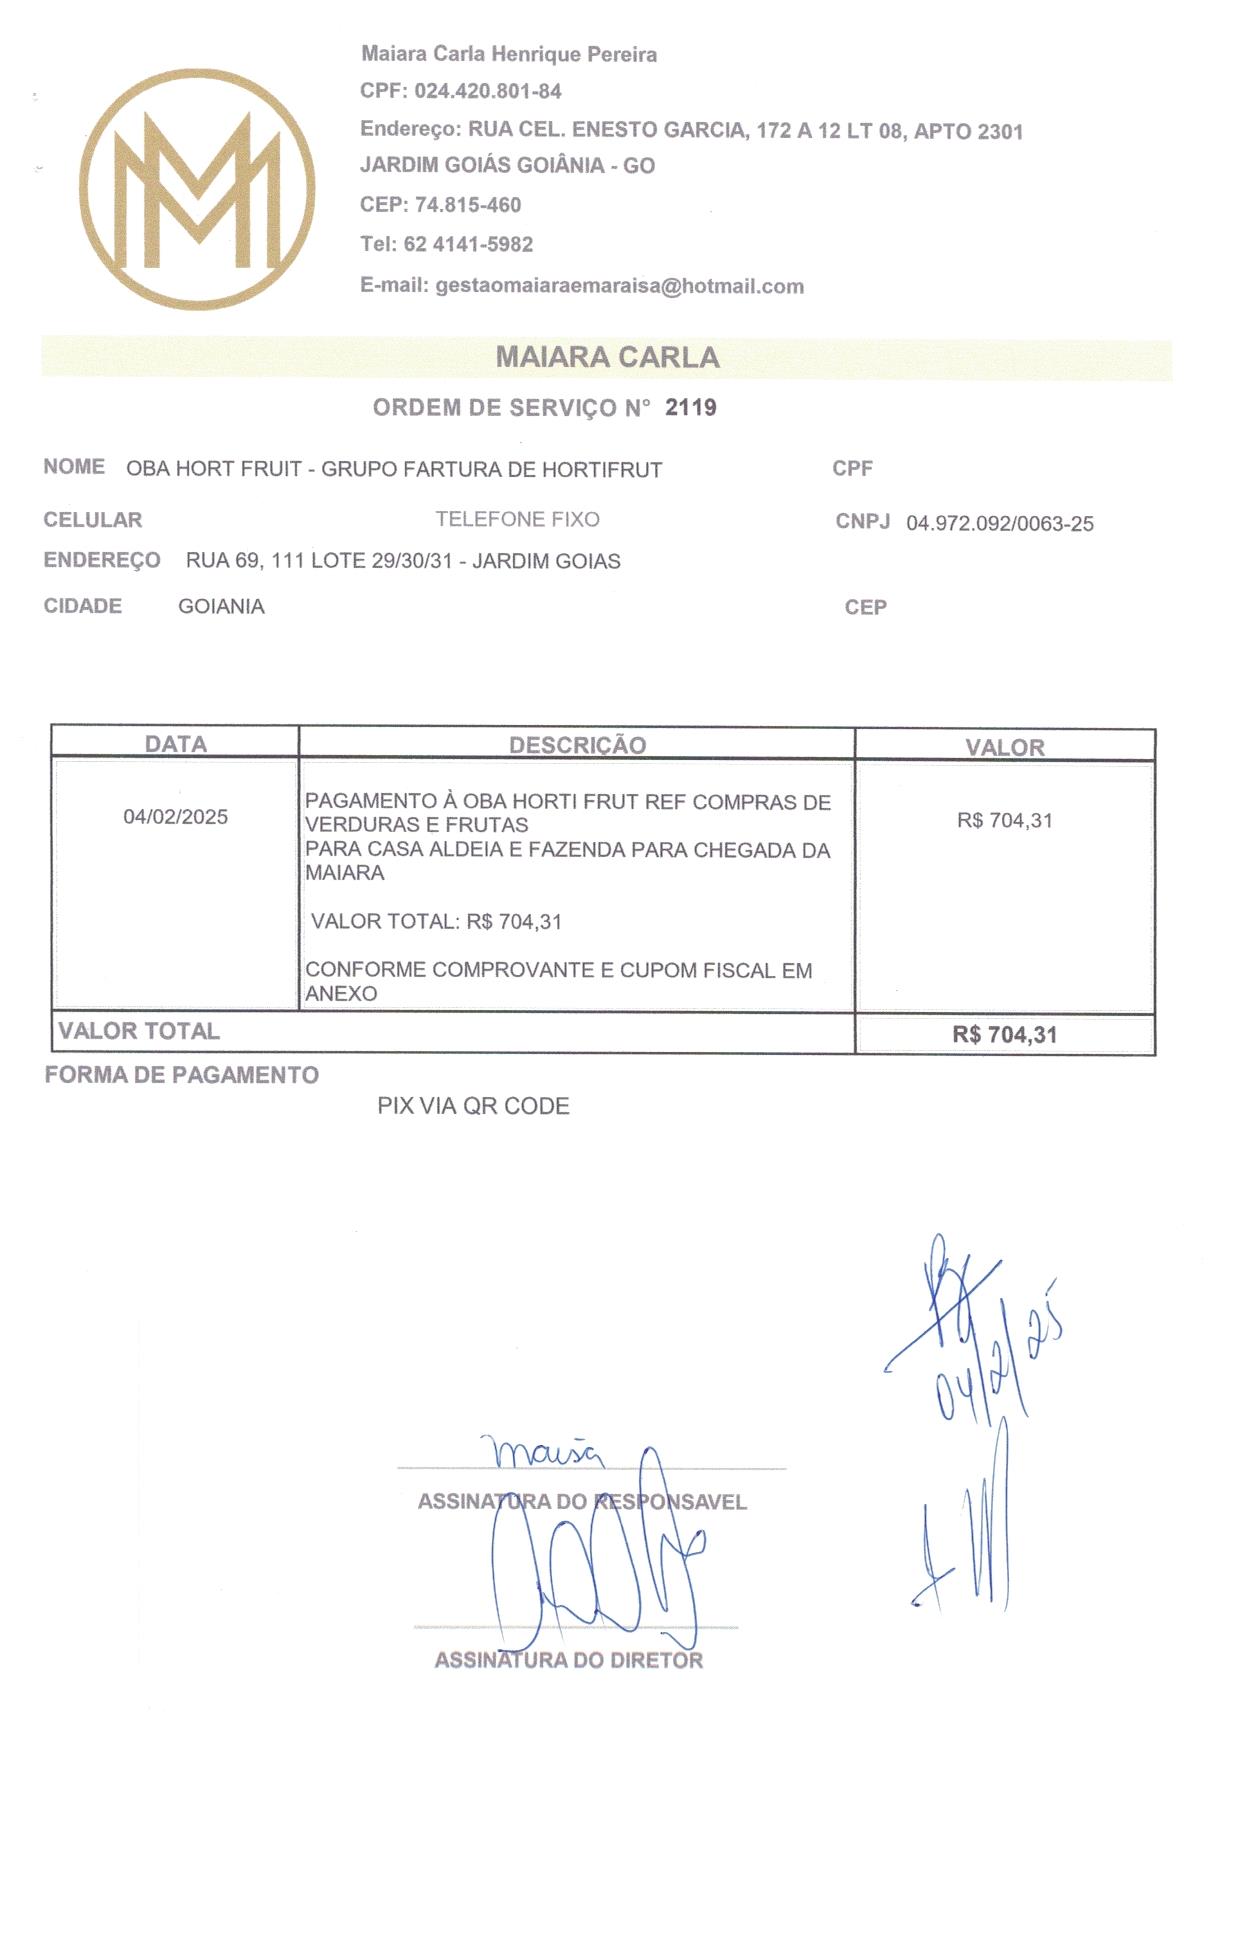 Maiara Carla Henrique Pereira
CPF: 024.420.801-84
Endereço: RUA CEL. ENESTO GARCIA, 172 A 12 LT 08, APTO 2301
JARDIM GOIÁS GOIÂNIA - GO
CEP: 74.815-460
Tel: 62 4141-5982
E-mail: gestaomaiaraemaraisa@hotmail.com
MAIARA CARLA
ORDEM DE SERVIÇO N° 2119
NOME OBA HORT FRUIT - GRUPO FARTURA DE HORTIFRUT CPF
CELULAR TELEFONE FIXO CNPJ 04.972.092/0063-25
ENDEREÇO RUA 69, 111 LOTE 29/30/31 - JARDIM GOIAS
CIDADE GOIANIA CEP
DATA DESCRIÇÃO VALOR
04/02/2025 PAGAMENTO À OBA HORTI FRUT REF COMPRAS DE R$ 704,31
VERDURAS E FRUTAS
PARA CASA ALDEIA E FAZENDA PARA CHEGADA DA
MAIARA
VALOR TOTAL: R$ 704,31
CONFORME COMPROVANTE E CUPOM FISCAL EM
ANEXO
VALOR TOTAL R$ 704,31
FORMA DE PAGAMENTO
PIX VIA QR CODE
04/2/25
ASSINATURA DO RESPONSAVEL
ASSINATURA DO DIRETOR